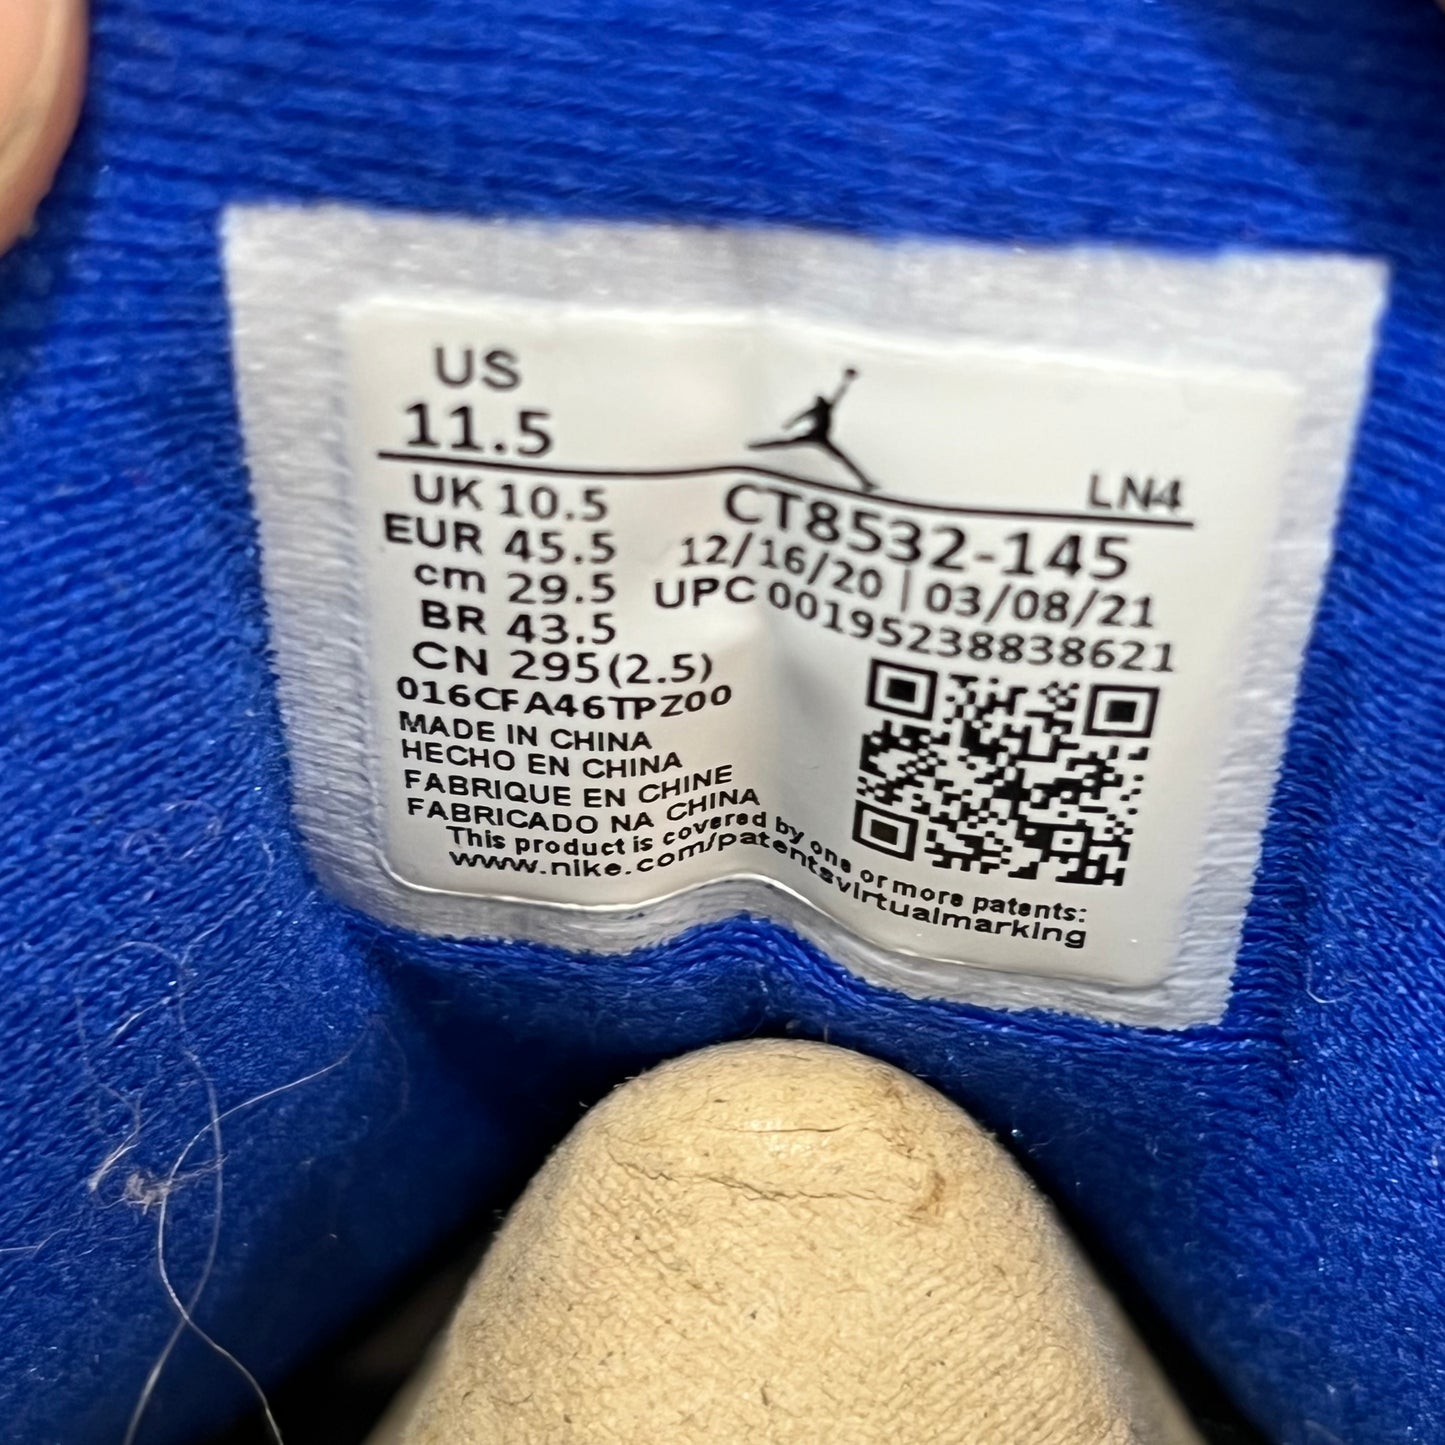 US
11.5
LN4
UK 10.5
EUR 45.5
cm 29.5
BR 43.5
CN 295(2.5)
CT8532-145
12/16/20 | 03/08/21
UPC 00195238838621
016CFA46TPZ00
MADE IN CHINA
HECHO EN CHINA
FABRIQUE EN CHINE
FABRICADO NA CHINA
This product is covered by one or more patents:
www.nike.com/patentsvirtualmarking